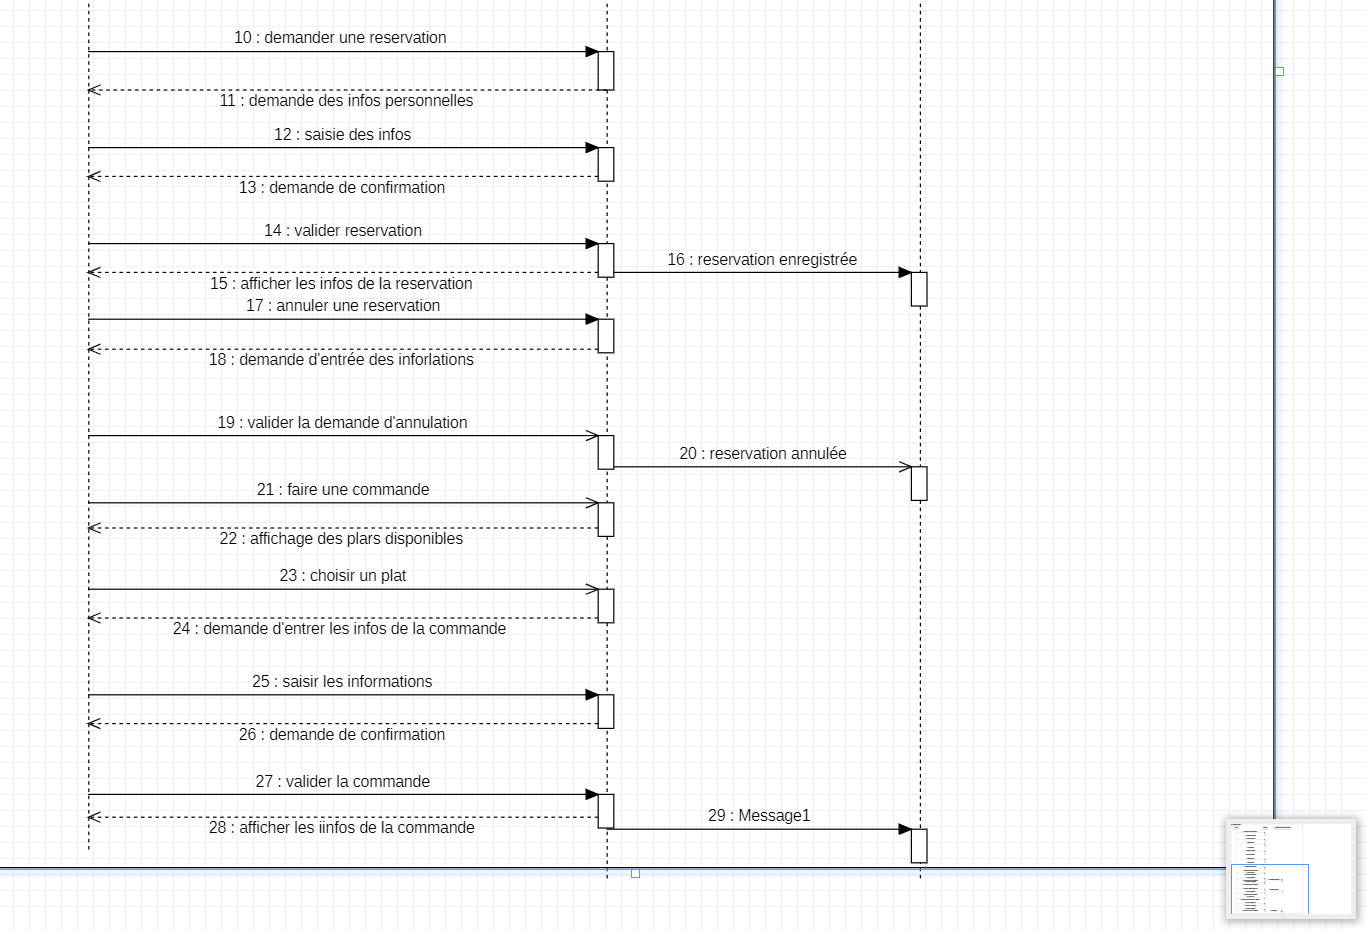 10 : demander une reservation
11 : demande des infos personnelles
12 : saisie des infos
13 : demande de confirmation
14 : valider reservation
16 : reservation enregistrée
15 : afficher les infos de la reservation
17 : annuler une reservation
18 : demande d'entrée des inforlations
19 : valider la demande d'annulation
20 : reservation annulée
21 : faire une commande
22 : affichage des plars disponibles
23 : choisir un plat
24 : demande d'entrer les infos de la commande
25 : saisir les informations
26 : demande de confirmation
27 : valider la commande
29 : Message1
28 : afficher les iinfos de la commande